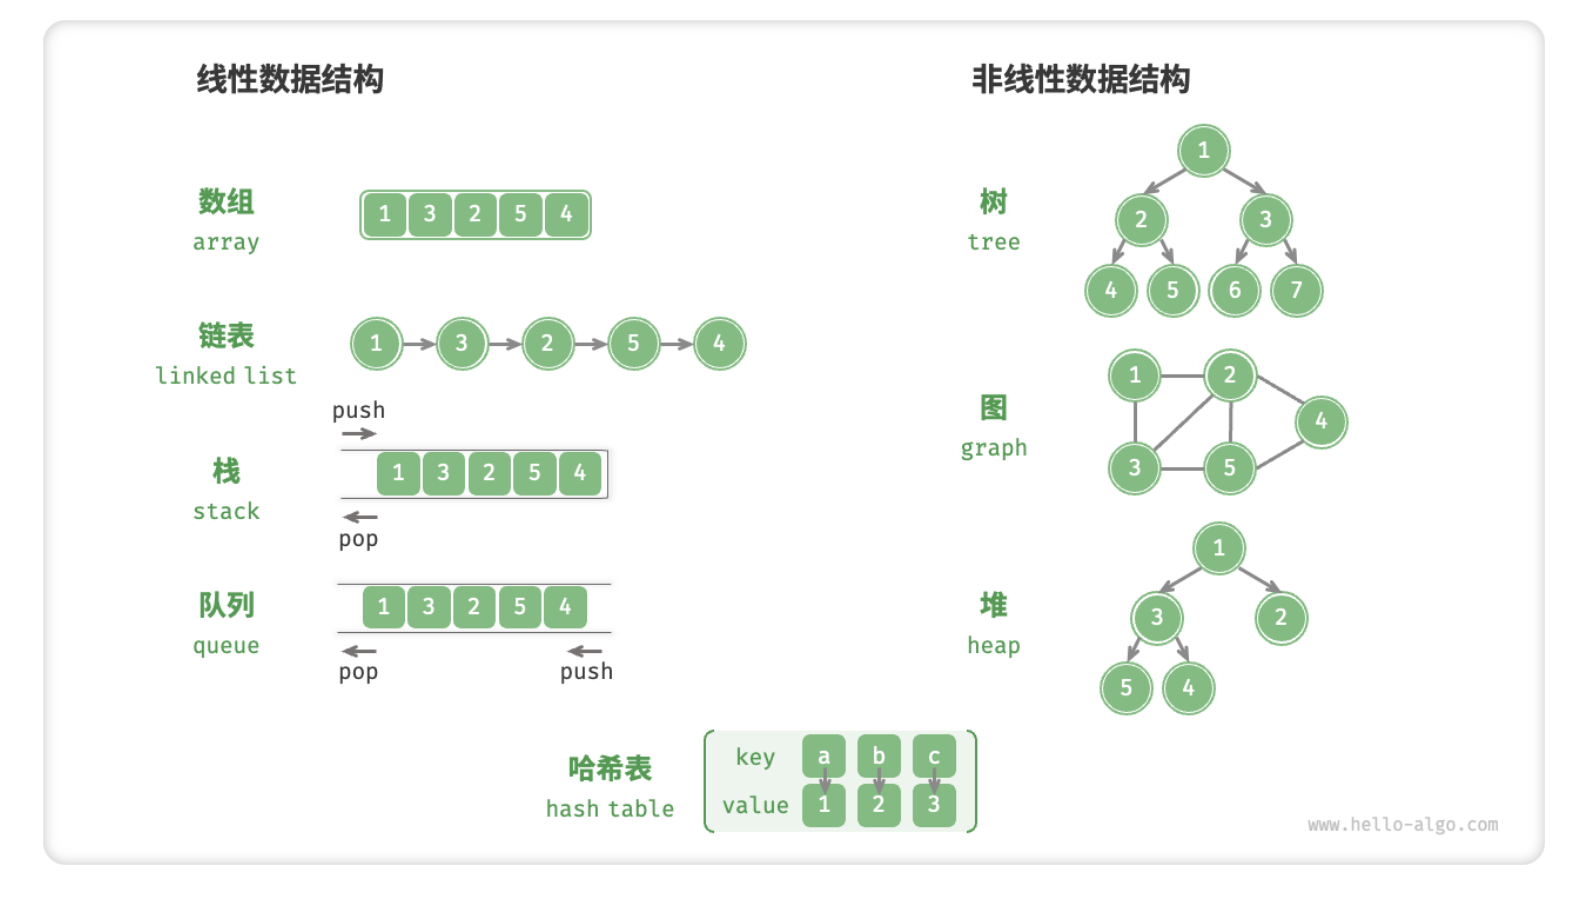 线性数据结构
数组
array
1 3 2 5 4
链表
linked list
1 3 2 5 4
栈
stack
push
1 3 2 5 4
pop
队列
queue
1 3 2 5 4
pop push
非线性数据结构
树
tree
1
2 3
4 5 6 7
图
graph
1 2
4
3 5
堆
heap
1
3 2
5 4
哈希表
hash table
key a b c
value 1 2 3
www.hello-algo.com